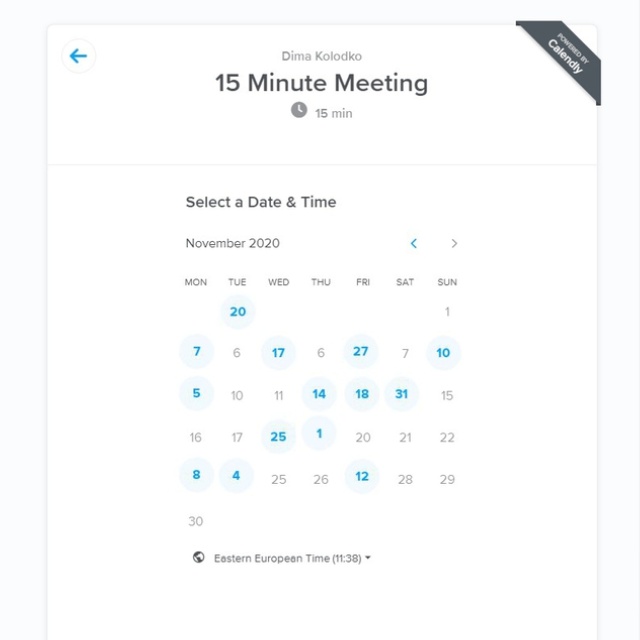 POWERED BY
Calendly
Dima Kolodko
15 Minute Meeting
15 min
Select a Date & Time
November 2020
MON TUE WED THU FRI SAT SUN
20 1
7 6 17 6 27 7 10
5 10 11 14 18 31 15
16 17 25 1 20 21 22
8 4 25 26 12 28 29
30
Eastern European Time (11:38)